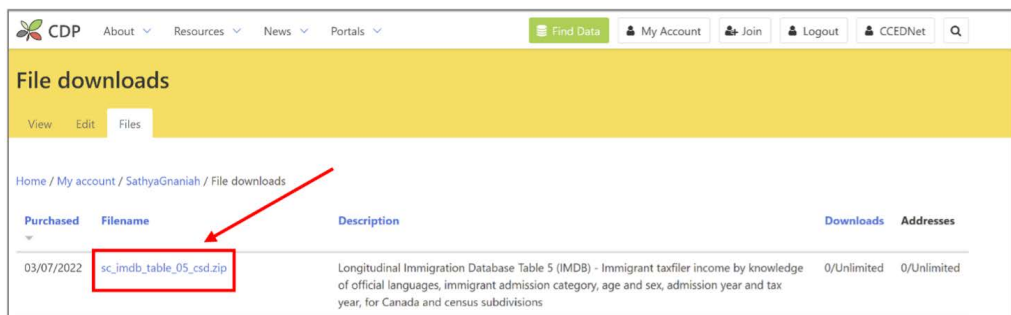 CDP About Resources News Portals Find Data My Account Join Logout CCEDNet
File downloads
View Edit Files
Home / My account / SathyaGnaniah / File downloads
Purchased Filename Description Downloads Addresses
03/07/2022 sc_imdb_table_05_csd.zip Longitudinal Immigration Database Table 5 (IMDB) - Immigrant taxfiler income by knowledge 0/Unlimited 0/Unlimited
of official languages, immigrant admission category, age and sex, admission year and tax
year, for Canada and census subdivisions